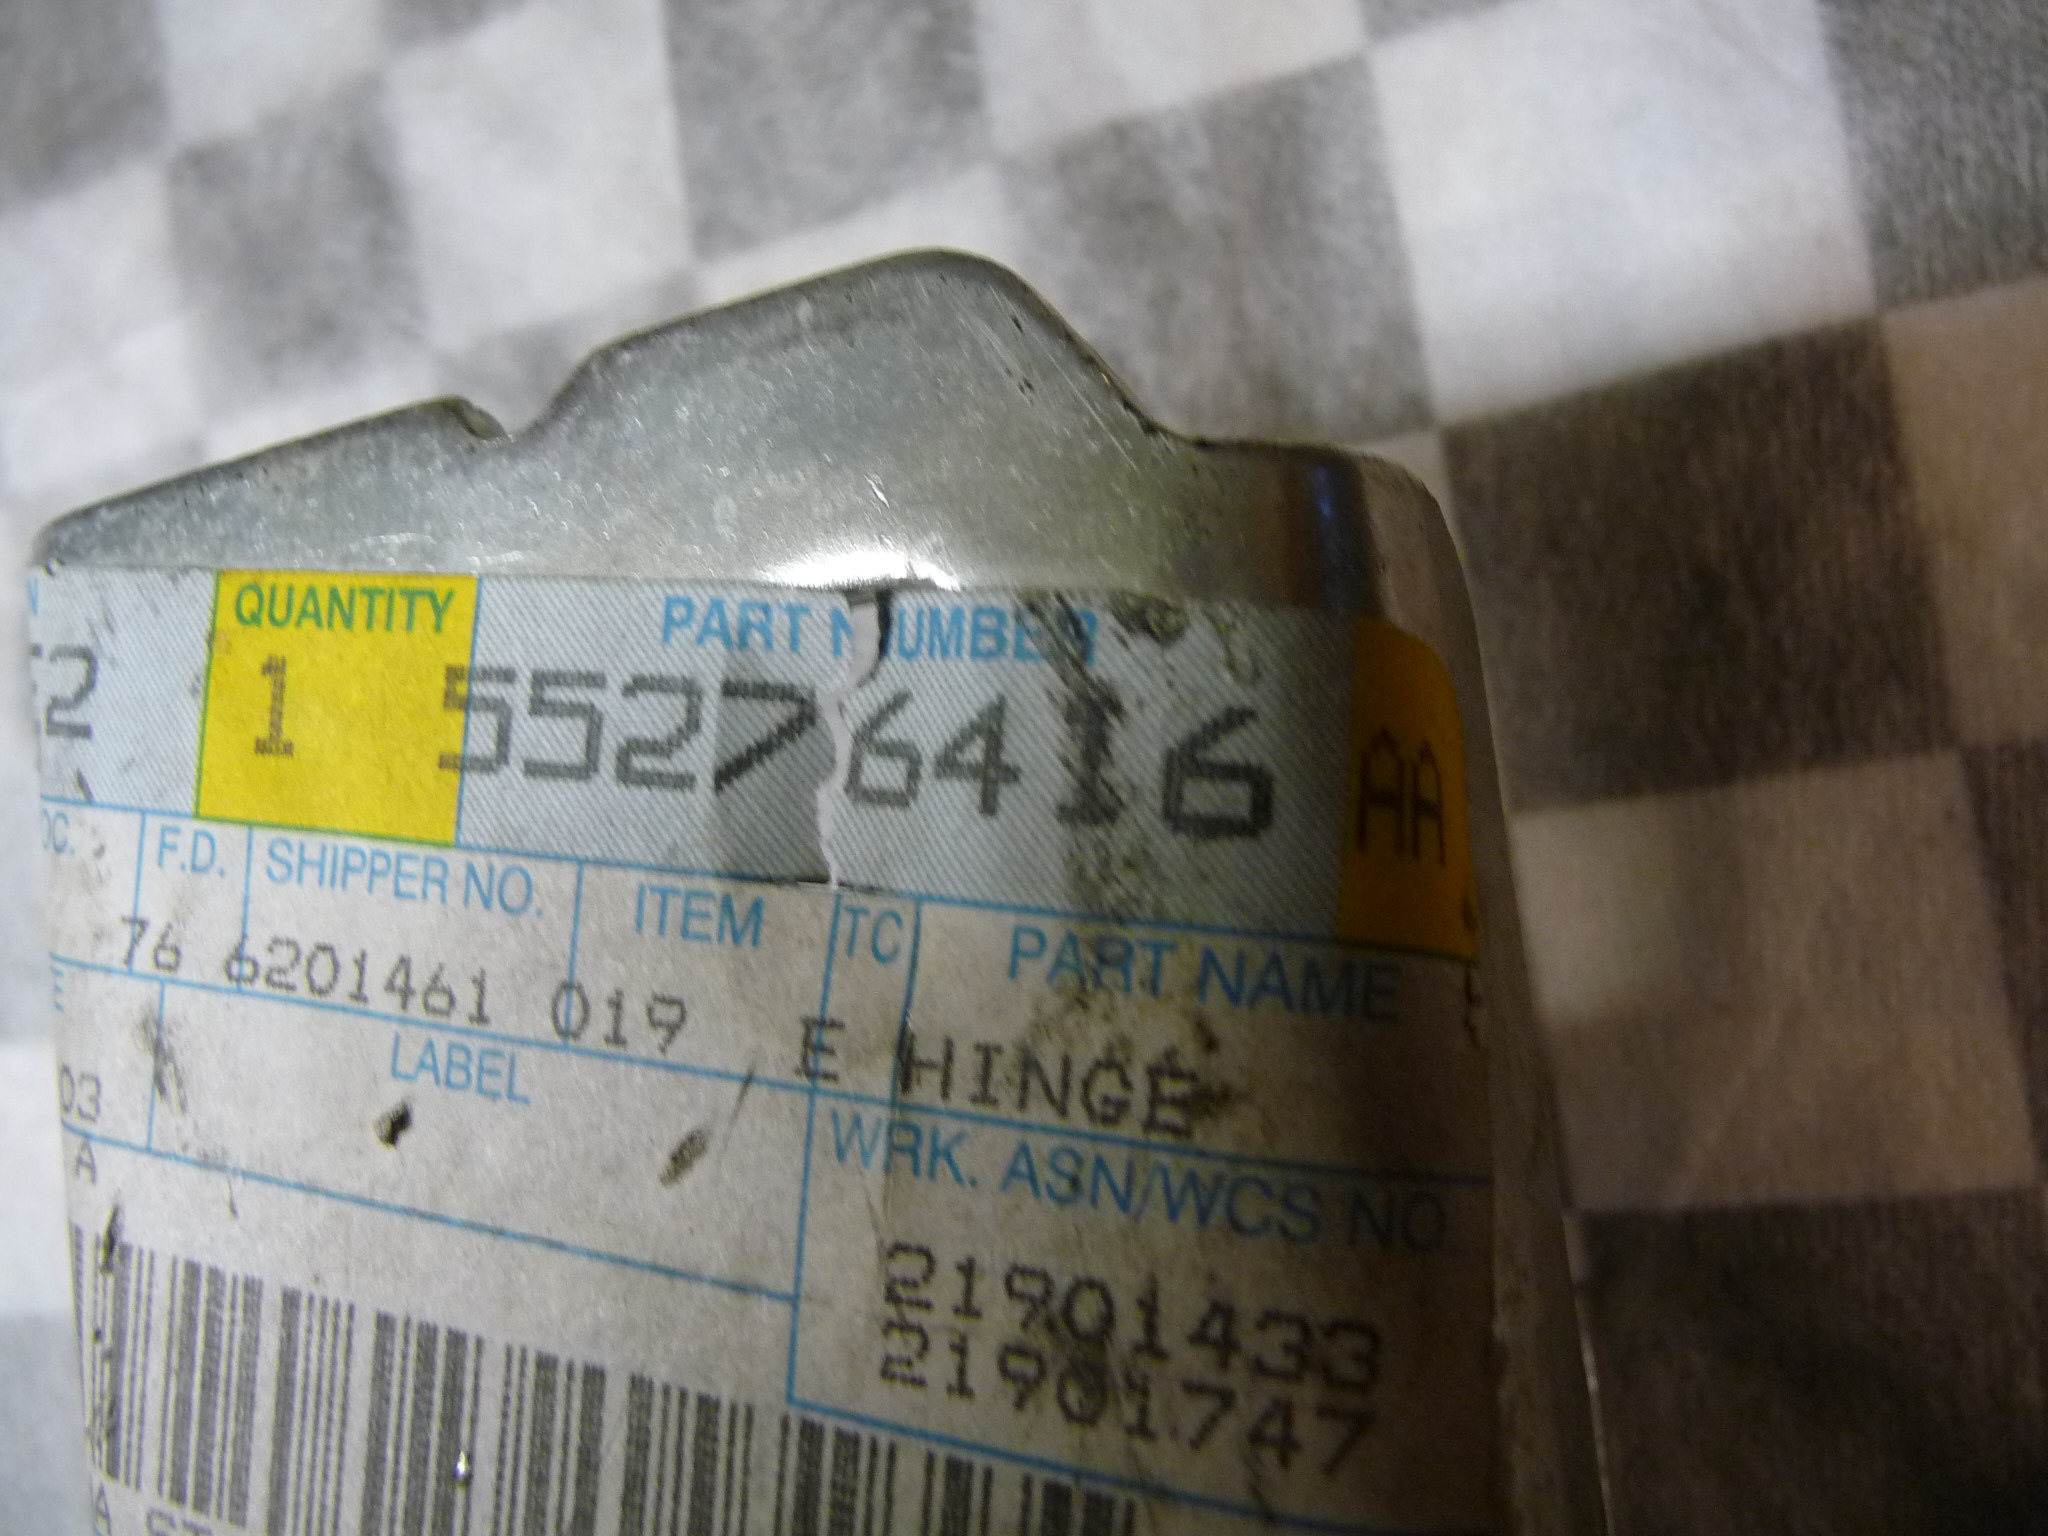 QUANTITY PART NUMBER
1 55276416 AA
F.D. SHIPPER NO. ITEM TC PART NAME
76 6201461 019 E HINGE
LABEL
WRK. ASN/WCS NO
03
A
21901433
21901747